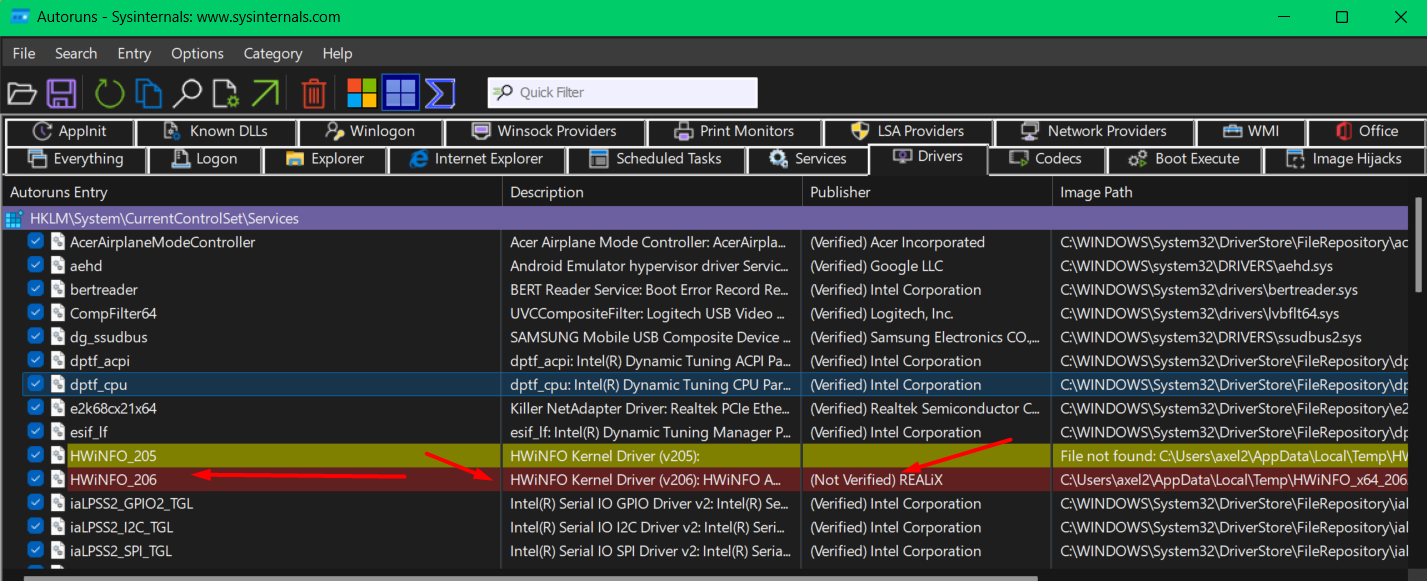 Autoruns - Sysinternals: www.sysinternals.com
File Search Entry Options Category Help
Quick Filter
AppInit Known DLLs Winlogon Winsock Providers Print Monitors LSA Providers Network Providers WMI Office
Everything Logon Explorer Internet Explorer Scheduled Tasks Services Drivers Codecs Boot Execute Image Hijacks
Autoruns Entry Description Publisher Image Path
HKLM\System\CurrentControlSet\Services
AcerAirplaneModeController Acer Airplane Mode Controller: AcerAirpla... (Verified) Acer Incorporated C:\WINDOWS\System32\DriverStore\FileRepository\ac
aehd Android Emulator hypervisor driver Servic... (Verified) Google LLC C:\WINDOWS\system32\DRIVERS\aehd.sys
bertreader BERT Reader Service: Boot Error Record Re... (Verified) Intel Corporation C:\WINDOWS\System32\drivers\bertreader.sys
CompFilter64 UVCCompositeFilter: Logitech USB Video ... (Verified) Logitech, Inc. C:\WINDOWS\System32\drivers\lvbflt64.sys
dg_ssudbus SAMSUNG Mobile USB Composite Device ... (Verified) Samsung Electronics CO.,... C:\WINDOWS\System32\DRIVERS\ssudbus2.sys
dptf_acpi dptf_acpi: Intel(R) Dynamic Tuning ACPI Pa... (Verified) Intel Corporation C:\WINDOWS\System32\DriverStore\FileRepository\dp
dptf_cpu dptf_cpu: Intel(R) Dynamic Tuning CPU Par... (Verified) Intel Corporation C:\WINDOWS\System32\DriverStore\FileRepository\dp
e2k68cx21x64 Killer NetAdapter Driver: Realtek PCIe Ethe... (Verified) Realtek Semiconductor C... C:\WINDOWS\System32\DriverStore\FileRepository\e2
esif_lf esif_lf: Intel(R) Dynamic Tuning Manager P... (Verified) Intel Corporation C:\WINDOWS\System32\DriverStore\FileRepository\dp
HWiNFO_205 HWiNFO Kernel Driver (v205): File not found: C:\Users\axel2\AppData\Local\Temp\HW
HWiNFO_206 HWiNFO Kernel Driver (v206): HWiNFO A... (Not Verified) REALiX C:\Users\axel2\AppData\Local\Temp\HWiNFO_x64_206.
iaLPSS2_GPIO2_TGL Intel(R) Serial IO GPIO Driver v2: Intel(R) Se... (Verified) Intel Corporation C:\WINDOWS\System32\DriverStore\FileRepository\ial
iaLPSS2_I2C_TGL Intel(R) Serial IO I2C Driver v2: Intel(R) Seri... (Verified) Intel Corporation C:\WINDOWS\System32\DriverStore\FileRepository\ial
iaLPSS2_SPI_TGL Intel(R) Serial IO SPI Driver v2: Intel(R) Seria... (Verified) Intel Corporation C:\WINDOWS\System32\DriverStore\FileRepository\ial